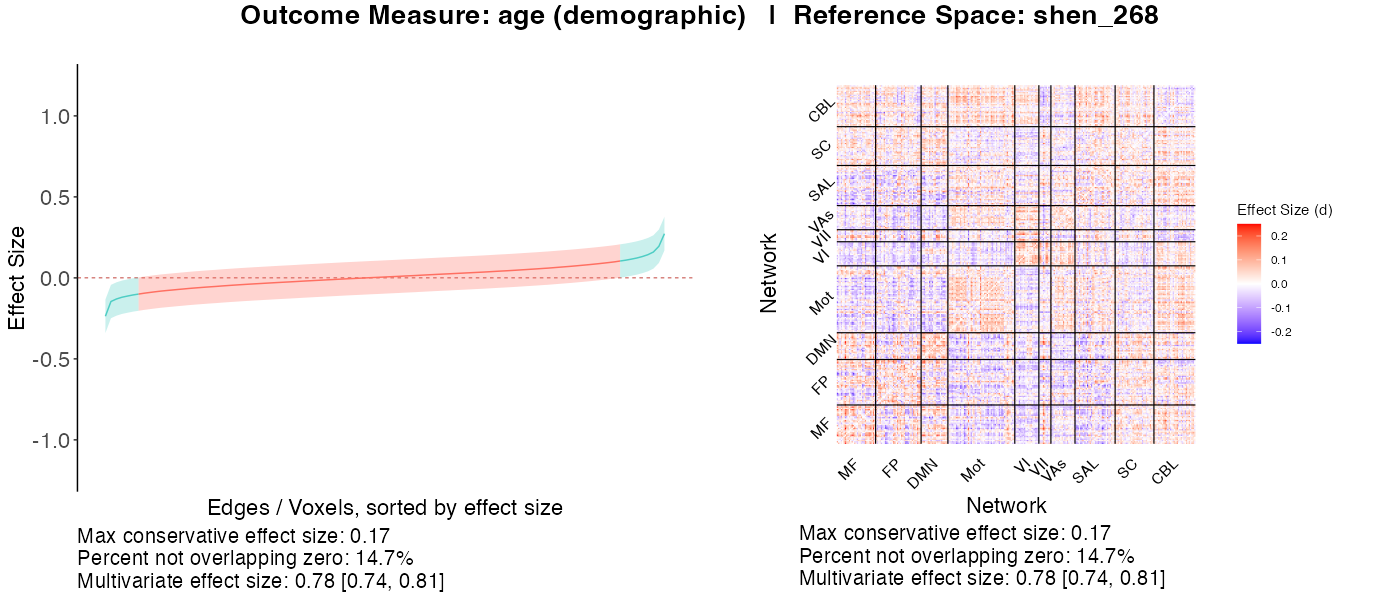 Outcome Measure: age (demographic) | Reference Space: shen_268
1.0
0.5
0.0
-0.5
-1.0
Effect Size
Edges / Voxels, sorted by effect size
Max conservative effect size: 0.17
Percent not overlapping zero: 14.7%
Multivariate effect size: 0.78 [0.74, 0.81]
CBL
SC
SAL
VAs
VII
VI
Mot
DMN
FP
MF
Network
MF
FP
DMN
Mot
VI
VII
VAs
SAL
SC
CBL
Network
Max conservative effect size: 0.17
Percent not overlapping zero: 14.7%
Multivariate effect size: 0.78 [0.74, 0.81]
Effect Size (d)
0.2
0.1
0.0
-0.1
-0.2